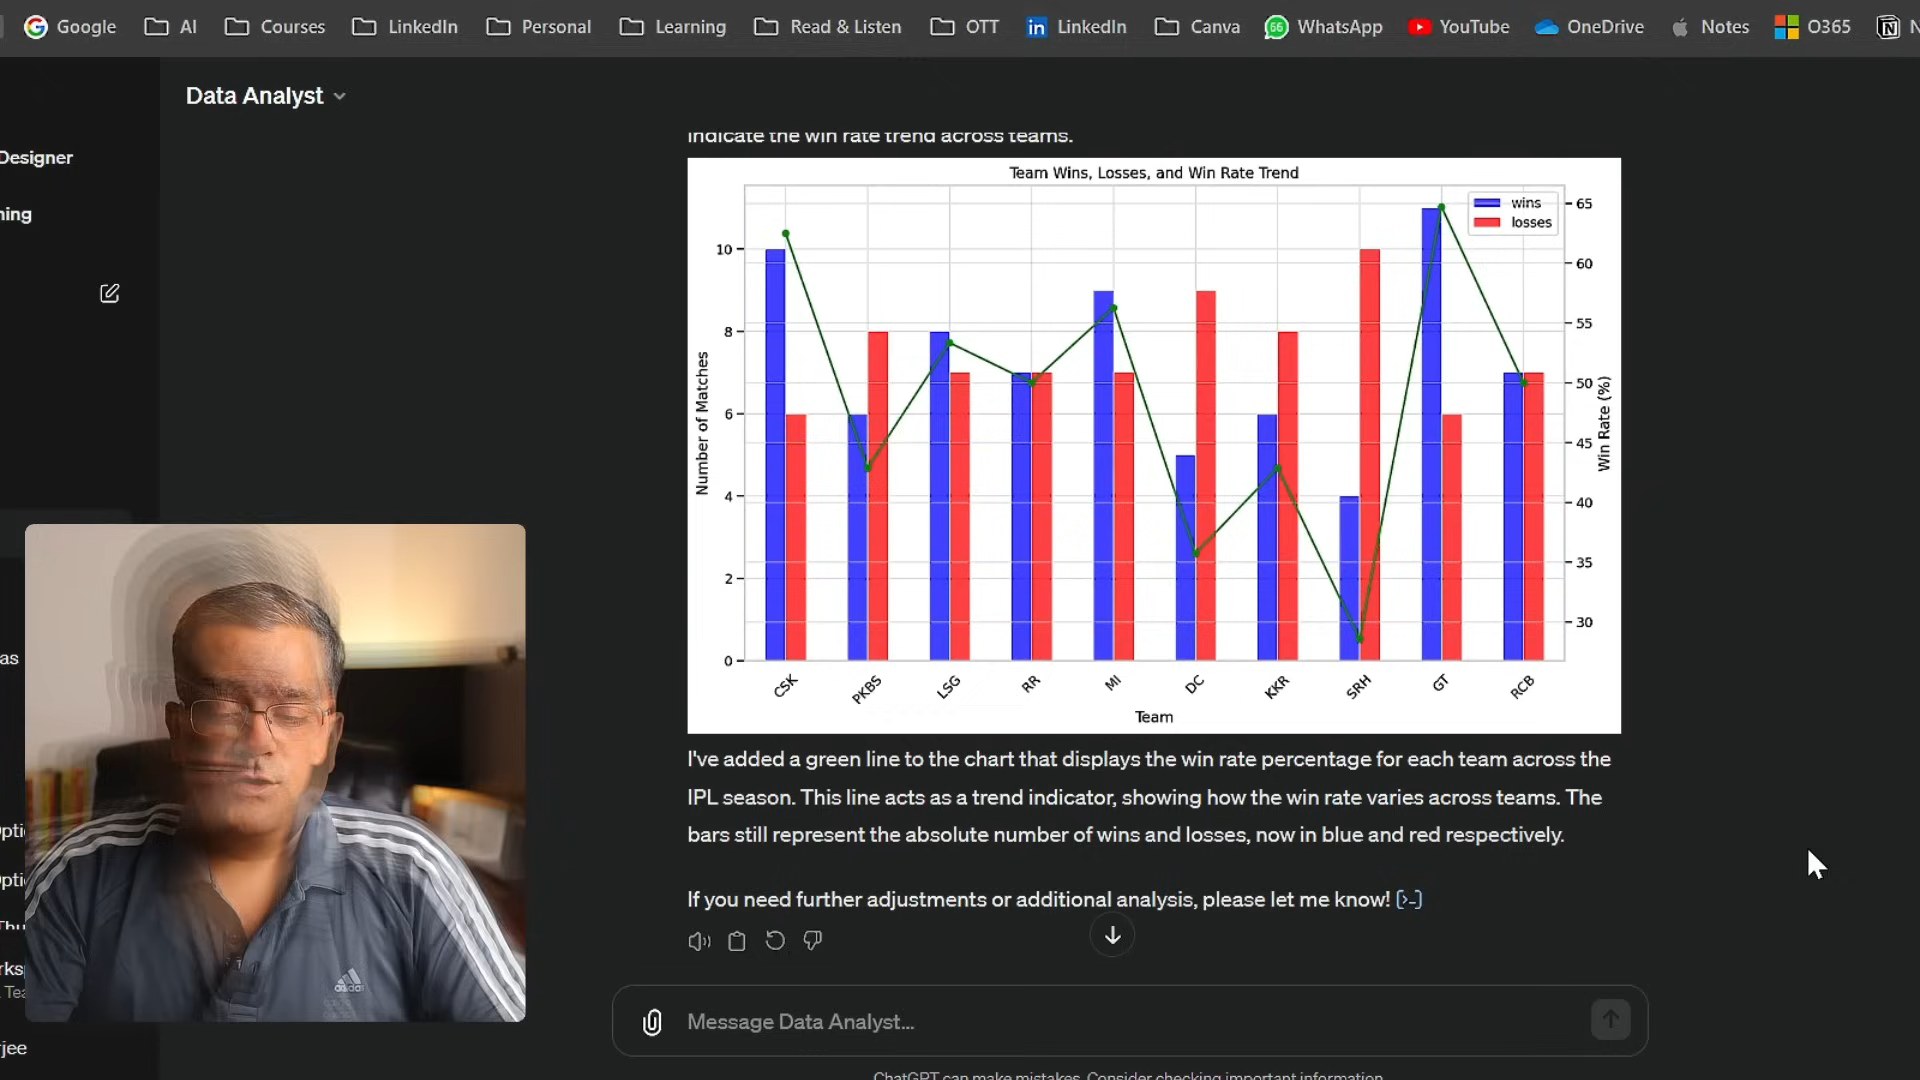 Google AI Courses LinkedIn Personal Learning Read & Listen OTT LinkedIn Canva WhatsApp YouTube OneDrive Notes O365
Data Analyst
Designer
ning
indicate the win rate trend across teams.
Team Wins, Losses, and Win Rate Trend
wins
losses
Number of Matches
10
8
6
4
2
0
65
60
55
50
45
40
35
30
Win Rate (%)
CSK PKBS LSG RR MI DC KKR SRH GT RCB
Team
I've added a green line to the chart that displays the win rate percentage for each team across the
IPL season. This line acts as a trend indicator, showing how the win rate varies across teams. The
bars still represent the absolute number of wins and losses, now in blue and red respectively.
If you need further adjustments or additional analysis, please let me know! [>-]
as
Tea
rjee
adidas
Message Data Analyst...
ChatGPT can make mistakes. Consider checking important information.